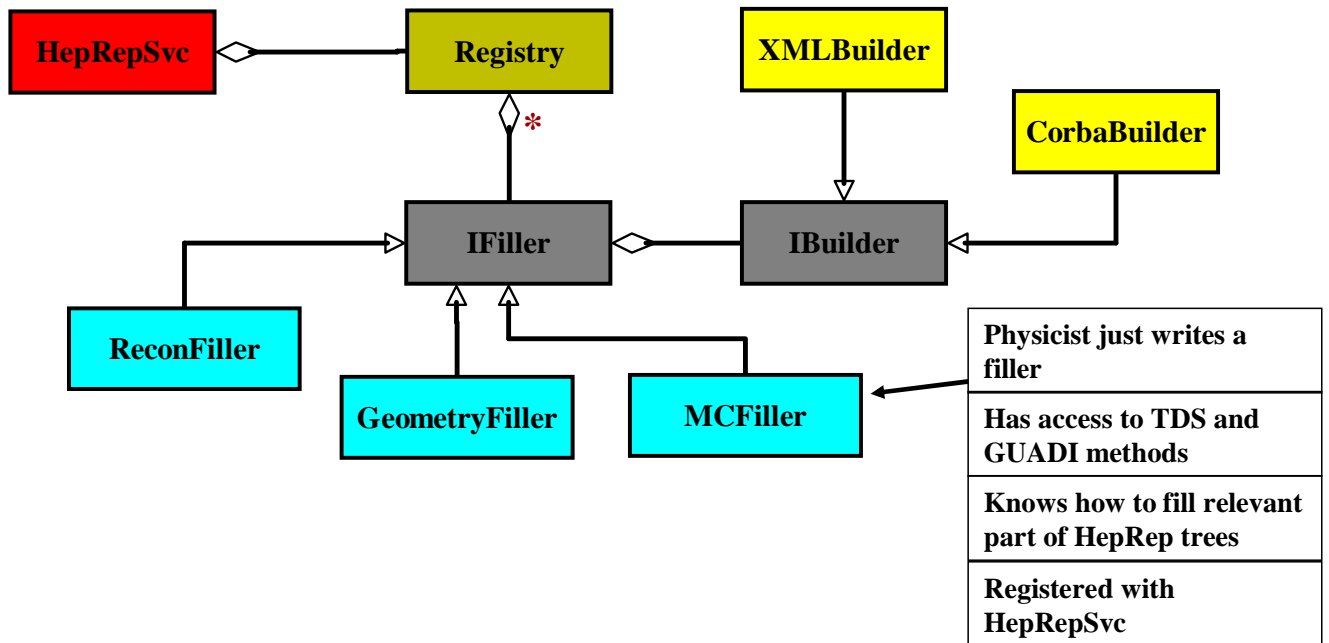 HepRepSvc
Registry
XMLBuilder
*
CorbaBuilder
IFiller
IBuilder
ReconFiller
GeometryFiller
MCFiller
Physicist just writes a
filler
Has access to TDS and
GUADI methods
Knows how to fill relevant
part of HepRep trees
Registered with
HepRepSvc